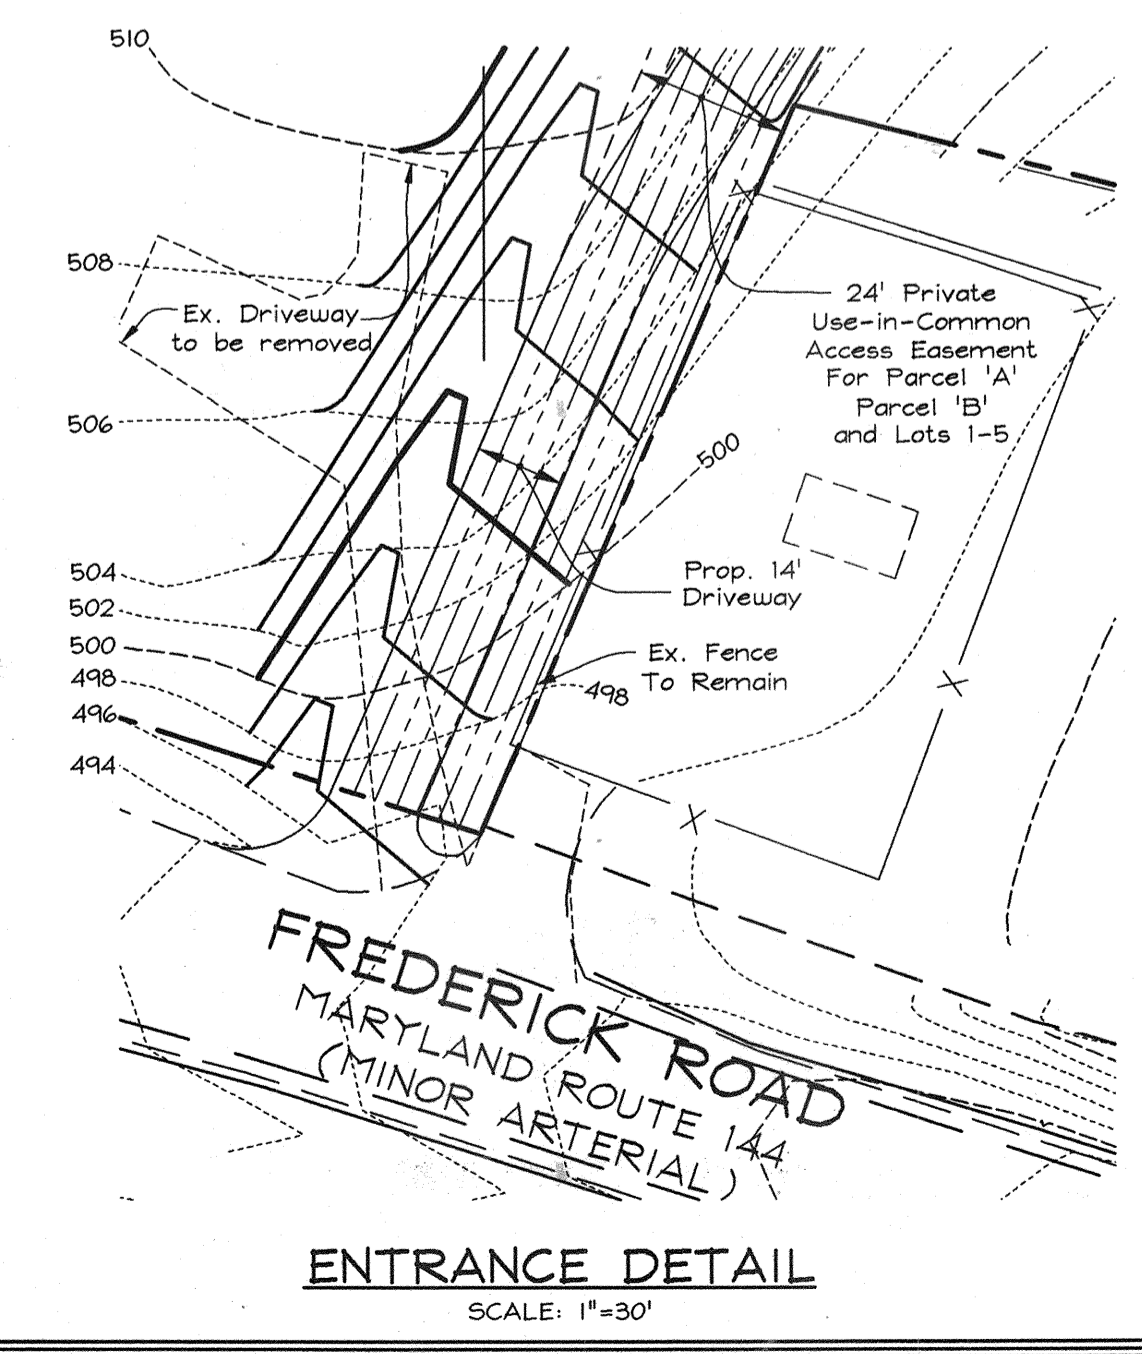 510
508
Ex. Driveway
to be removed
24' Private
Use-in-Common
Access Easement
For Parcel 'A'
Parcel 'B'
and Lots 1-5
506
500
504
Prop. 14'
Driveway
502
500
Ex. Fence
To Remain
498
498
496
494
FREDERICK ROAD
MARYLAND ROUTE 144
(MINOR ARTERIAL)
ENTRANCE DETAIL
SCALE: 1"=30'